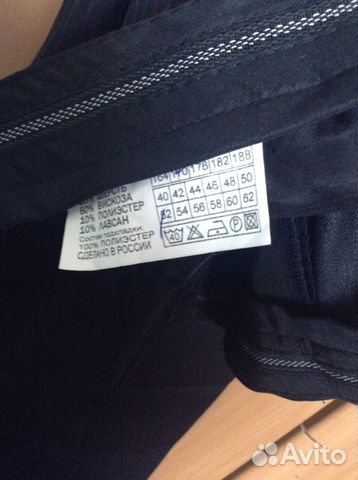 164 170 176 182 188
ШЕРСТЬ
50% ВИСКОЗА
10% ПОЛИЭСТЕР
10% ЛАВСАН
Состав подкладки:
100% ПОЛИЭСТЕР
СДЕЛАНО В РОССИИ
40 42 44 46 48 50
52 54 56 58 60 62
40 P
Avito